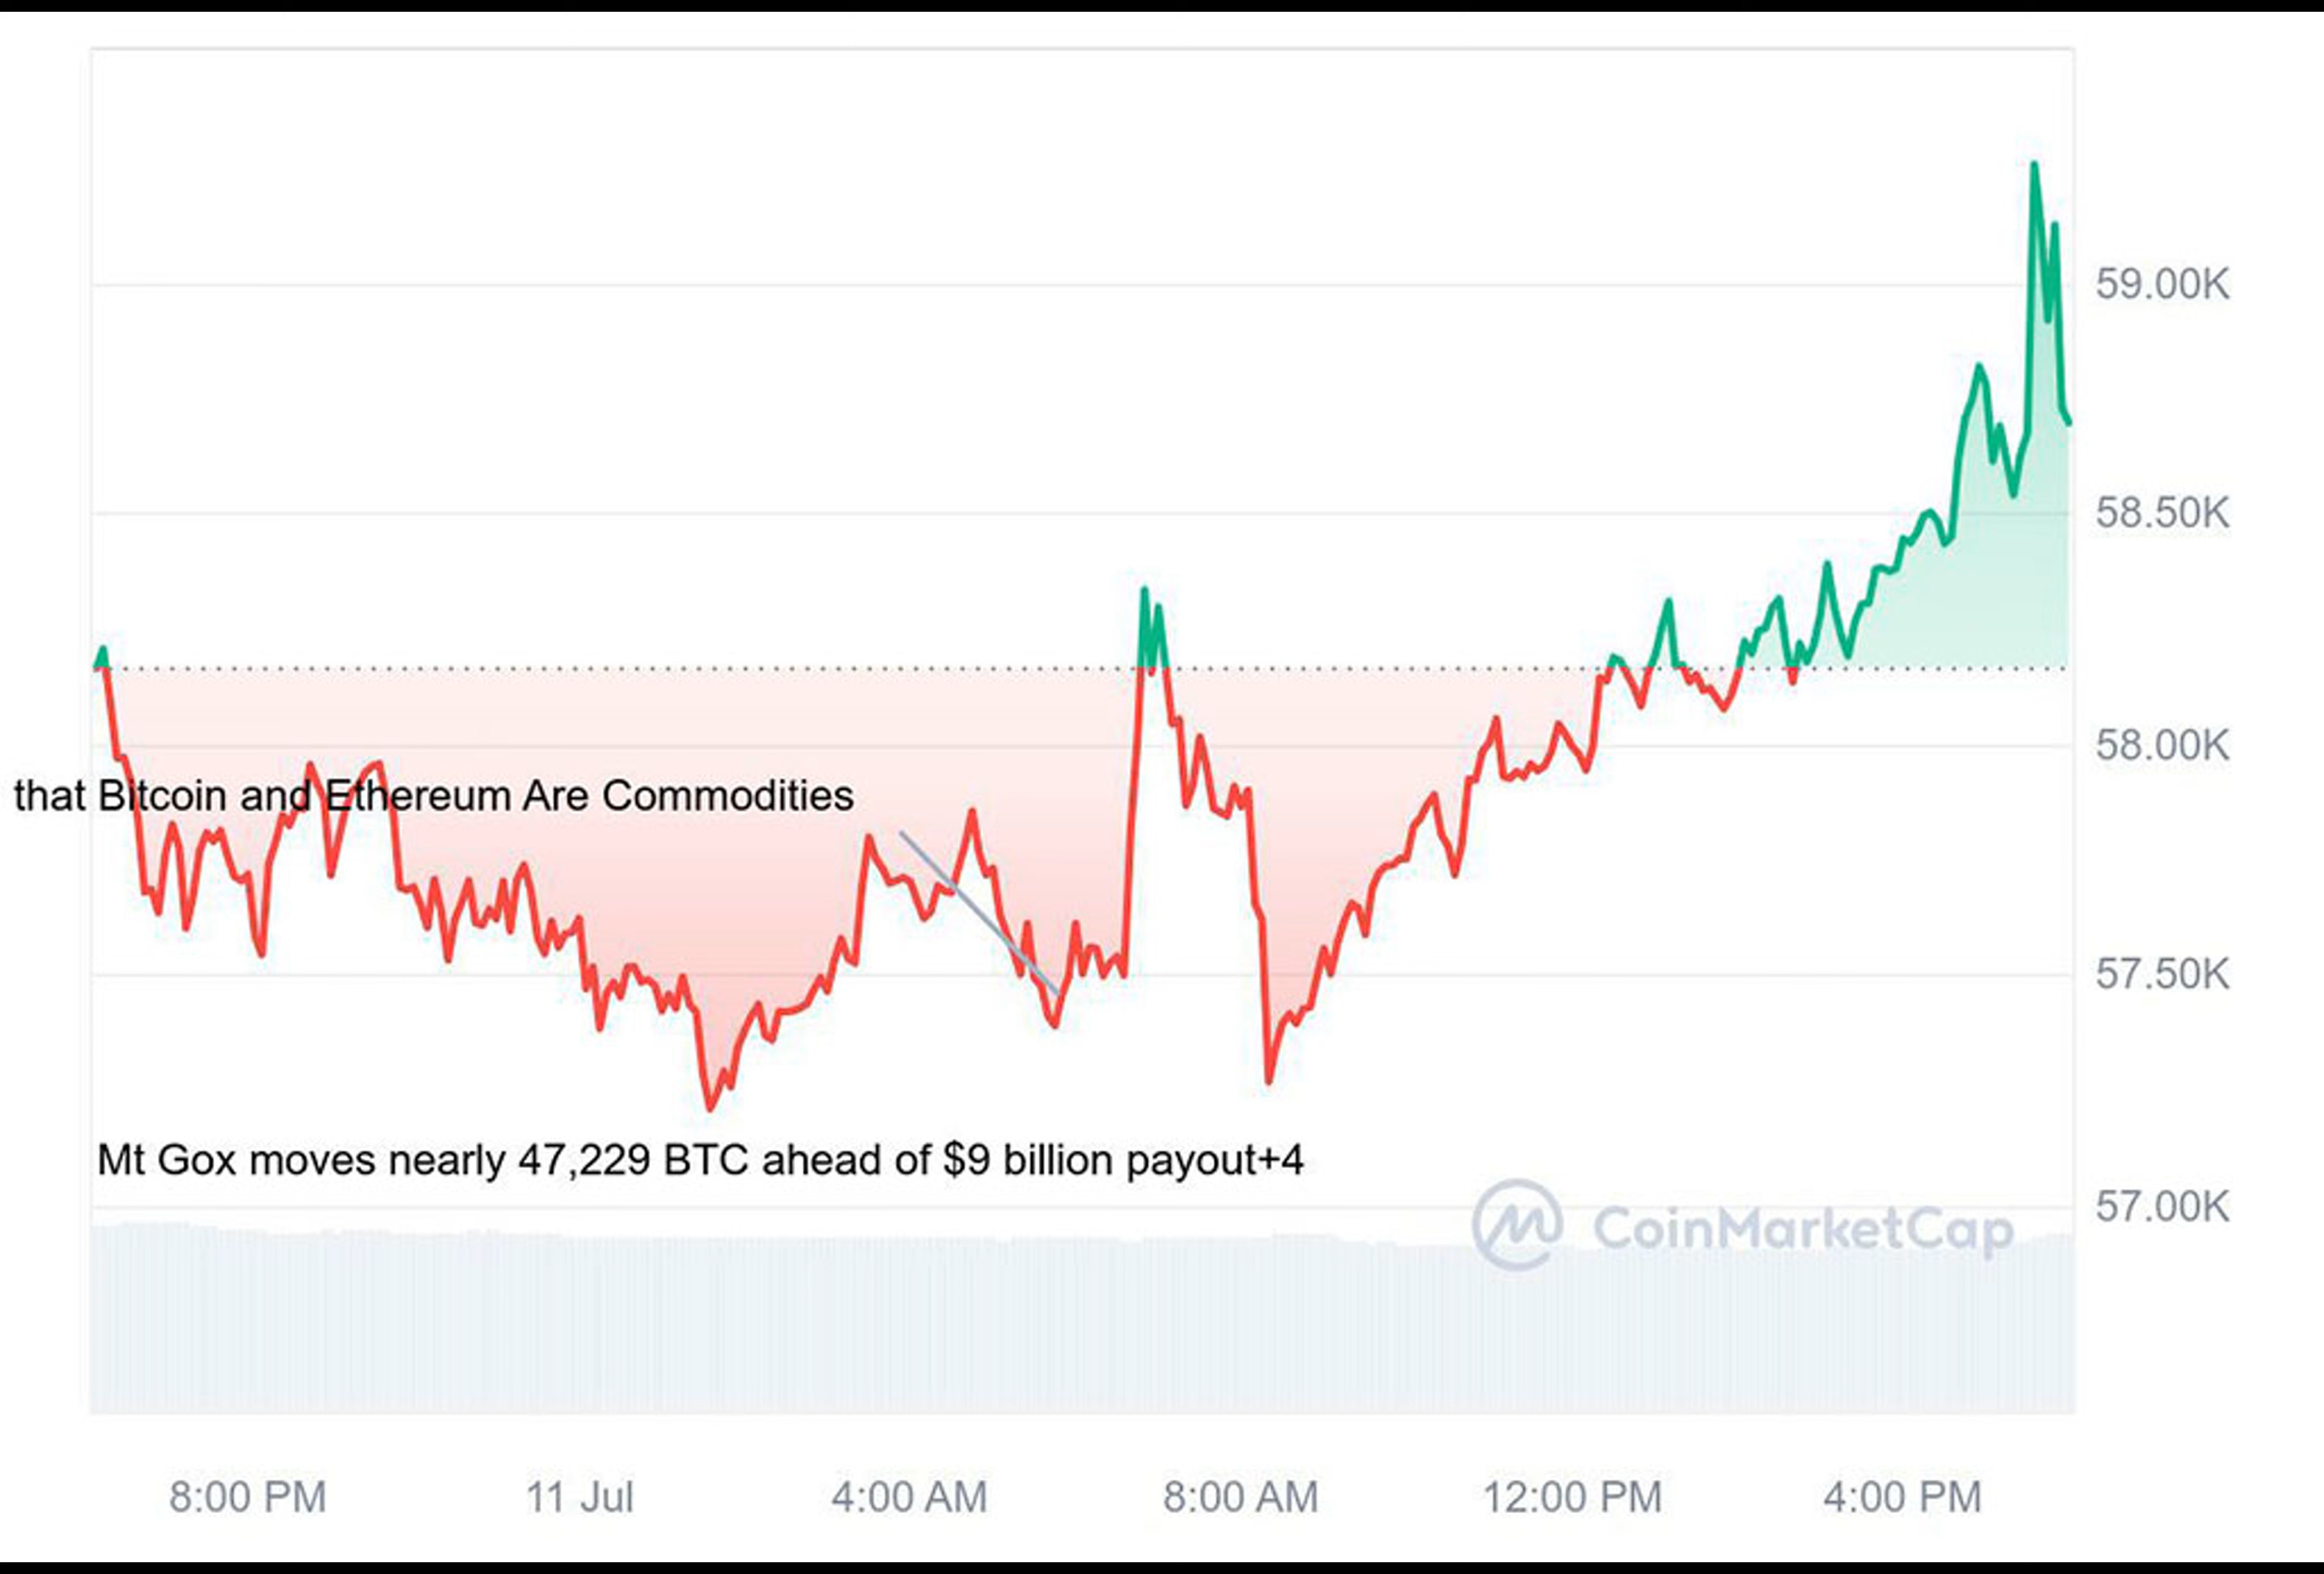 59.00K
58.50K
58.00K
that Bitcoin and Ethereum Are Commodities
57.50K
Mt Gox moves nearly 47,229 BTC ahead of $9 billion payout+4
57.00K
CoinMarketCap
8:00 PM 11 Jul 4:00 AM 8:00 AM 12:00 PM 4:00 PM